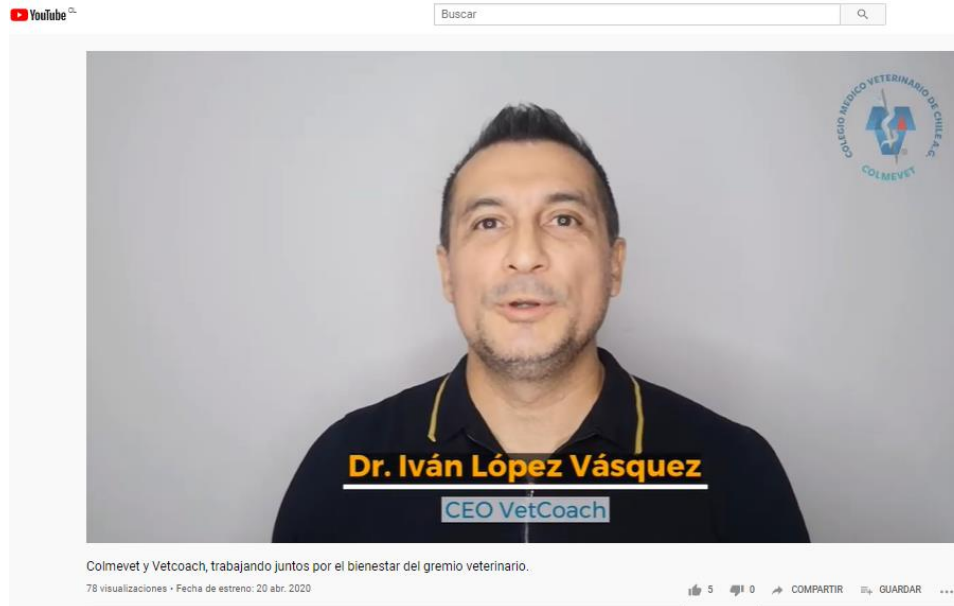 YouTube CL
Buscar
COLEGIO MEDICO VETERINARIO DE CHILE A.G.
COLMEVET
Dr. Iván López Vásquez
CEO VetCoach
Colmevet y Vetcoach, trabajando juntos por el bienestar del gremio veterinario.
78 visualizaciones • Fecha de estreno: 20 abr. 2020
5 0 COMPARTIR GUARDAR ...